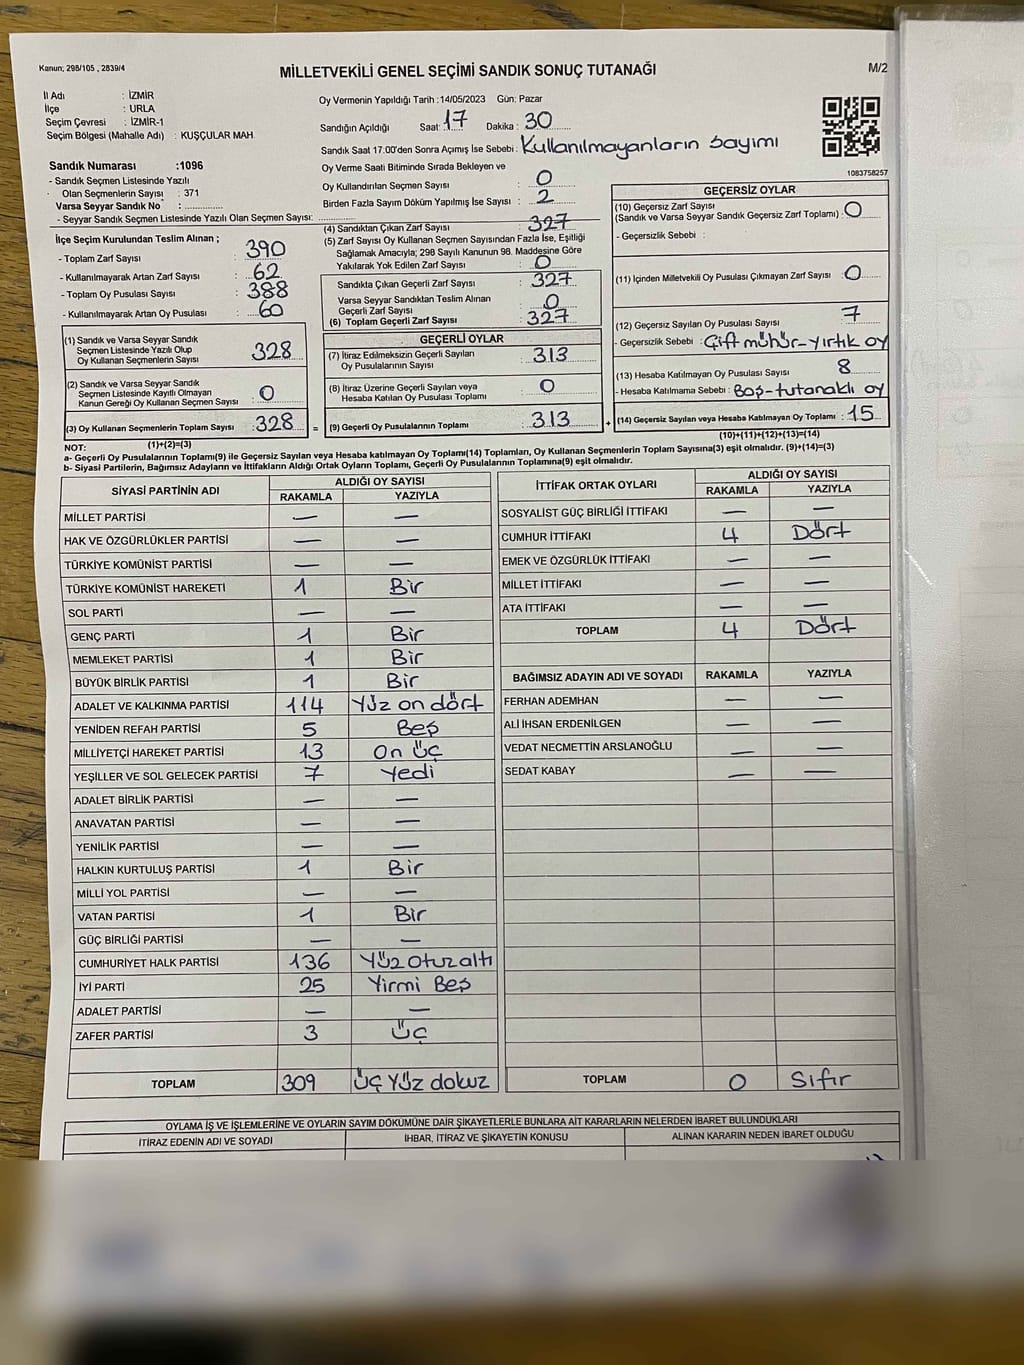 Kanun; 298/105 , 2839/4
MİLLETVEKİLİ GENEL SEÇİMİ SANDIK SONUÇ TUTANAĞI
M/2
İl Adı : İZMİR
İlçe : URLA
Seçim Çevresi : İZMİR-1
Seçim Bölgesi (Mahalle Adı) : KUŞÇULAR MAH.
Sandık Numarası :1096
- Sandık Seçmen Listesinde Yazılı
Olan Seçmenlerin Sayısı : 371
Varsa Seyyar Sandık No : ..............
- Seyyar Sandık Seçmen Listesinde Yazılı Olan Seçmen Sayısı: ..............
Oy Vermenin Yapıldığı Tarih :14/05/2023 Gün: Pazar
Sandığın Açıldığı Saat: 17 Dakika : 30
Sandık Saat 17.00'den Sonra Açımış İse Sebebi : Kullanılmayanların sayımı
Oy Verme Saati Bitiminde Sırada Bekleyen ve
Oy Kullandırılan Seçmen Sayısı : 0
Birden Fazla Sayım Döküm Yapılmış İse Sayısı : 2
1083758257
İlçe Seçim Kurulundan Teslim Alınan ;
- Toplam Zarf Sayısı : 390
- Kullanılmayarak Artan Zarf Sayısı : 62
- Toplam Oy Pusulası Sayısı : 388
- Kullanılmayarak Artan Oy Pusulası : 60
(1) Sandık ve Varsa Seyyar Sandık
Seçmen Listesinde Yazılı Olup
Oy Kullanan Seçmenlerin Sayısı : 328
(2) Sandık ve Varsa Seyyar Sandık
Seçmen Listesinde Kayıtlı Olmayan
Kanun Gereği Oy Kullanan Seçmen Sayısı : 0
(3) Oy Kullanan Seçmenlerin Toplam Sayısı : 328
(1)+(2)=(3)
(4) Sandıktan Çıkan Zarf Sayısı : 327
(5) Zarf Sayısı Oy Kullanan Seçmen Sayısından Fazla İse, Eşitliği
Sağlamak Amacıyla; 298 Sayılı Kanunun 98. Maddesine Göre
Yakılarak Yok Edilen Zarf Sayısı : 0
Sandıkta Çıkan Geçerli Zarf Sayısı : 327
Varsa Seyyar Sandıktan Teslim Alınan
Geçerli Zarf Sayısı : 0
(6) Toplam Geçerli Zarf Sayısı : 327
GEÇERLİ OYLAR
(7) İtiraz Edilmeksizin Geçerli Sayılan
Oy Pusulalarının Sayısı : 313
(8) İtiraz Üzerine Geçerli Sayılan veya
Hesaba Katılan Oy Pusulası Toplamı : 0
= (9) Geçerli Oy Pusulalarının Toplamı : 313
GEÇERSİZ OYLAR
(10) Geçersiz Zarf Sayısı
(Sandık ve Varsa Seyyar Sandık Geçersiz Zarf Toplamı) : 0
- Geçersizlik Sebebi :
(11) İçinden Milletvekili Oy Pusulası Çıkmayan Zarf Sayısı : 0
(12) Geçersiz Sayılan Oy Pusulası Sayısı : 7
- Geçersizlik Sebebi : Çift mühür-yırtık oy
(13) Hesaba Katılmayan Oy Pusulası Sayısı : 8
- Hesaba Katılmama Sebebi : Boş-tutanaklı oy
+ (14) Geçersiz Sayılan veya Hesaba Katılmayan Oy Toplamı : 15
(10)+(11)+(12)+(13)=(14)
NOT:
a- Geçerli Oy Pusulalarının Toplamı(9) ile Geçersiz Sayılan veya Hesaba katılmayan Oy Toplamı(14) Toplamları, Oy Kullanan Seçmenlerin Toplam Sayısına(3) eşit olmalıdır. (9)+(14)=(3)
b- Siyasi Partilerin, Bağımsız Adayların ve İttifakların Aldığı Ortak Oyların Toplamı, Geçerli Oy Pusulalarının Toplamına(9) eşit olmalıdır.
SİYASİ PARTİNİN ADI ALDIĞI OY SAYISI
RAKAMLA YAZIYLA
MİLLET PARTİSİ — —
HAK VE ÖZGÜRLÜKLER PARTİSİ — —
TÜRKİYE KOMÜNİST PARTİSİ — —
TÜRKİYE KOMÜNİST HAREKETİ 1 Bir
SOL PARTİ — —
GENÇ PARTİ 1 Bir
MEMLEKET PARTİSİ 1 Bir
BÜYÜK BİRLİK PARTİSİ 1 Bir
ADALET VE KALKINMA PARTİSİ 114 Yüz on dört
YENİDEN REFAH PARTİSİ 5 Beş
MİLLİYETÇİ HAREKET PARTİSİ 13 On üç
YEŞİLLER VE SOL GELECEK PARTİSİ 7 Yedi
ADALET BİRLİK PARTİSİ — —
ANAVATAN PARTİSİ — —
YENİLİK PARTİSİ — —
HALKIN KURTULUŞ PARTİSİ 1 Bir
MİLLİ YOL PARTİSİ — —
VATAN PARTİSİ 1 Bir
GÜÇ BİRLİĞİ PARTİSİ — —
CUMHURİYET HALK PARTİSİ 136 Yüz otuz altı
İYİ PARTİ 25 Yirmi Beş
ADALET PARTİSİ — —
ZAFER PARTİSİ 3 Üç
TOPLAM 309 Üç Yüz dokuz
İTTİFAK ORTAK OYLARI ALDIĞI OY SAYISI
RAKAMLA YAZIYLA
SOSYALİST GÜÇ BİRLİĞİ İTTİFAKI — —
CUMHUR İTTİFAKI 4 Dört
EMEK VE ÖZGÜRLÜK İTTİFAKI — —
MİLLET İTTİFAKI — —
ATA İTTİFAKI — —
TOPLAM 4 Dört
BAĞIMSIZ ADAYIN ADI VE SOYADI RAKAMLA YAZIYLA
FERHAN ADEMHAN — —
ALİ İHSAN ERDENİLGEN — —
VEDAT NECMETTİN ARSLANOĞLU — —
SEDAT KABAY — —
TOPLAM 0 Sıfır
OYLAMA İŞ VE İŞLEMLERİNE VE OYLARIN SAYIM DÖKÜMÜNE DAİR ŞİKAYETLERLE BUNLARA AİT KARARLARIN NELERDEN İBARET BULUNDUKLARI
İTİRAZ EDENİN ADI VE SOYADI İHBAR, İTİRAZ VE ŞİKAYETİN KONUSU ALINAN KARARIN NEDEN İBARET OLDUĞU